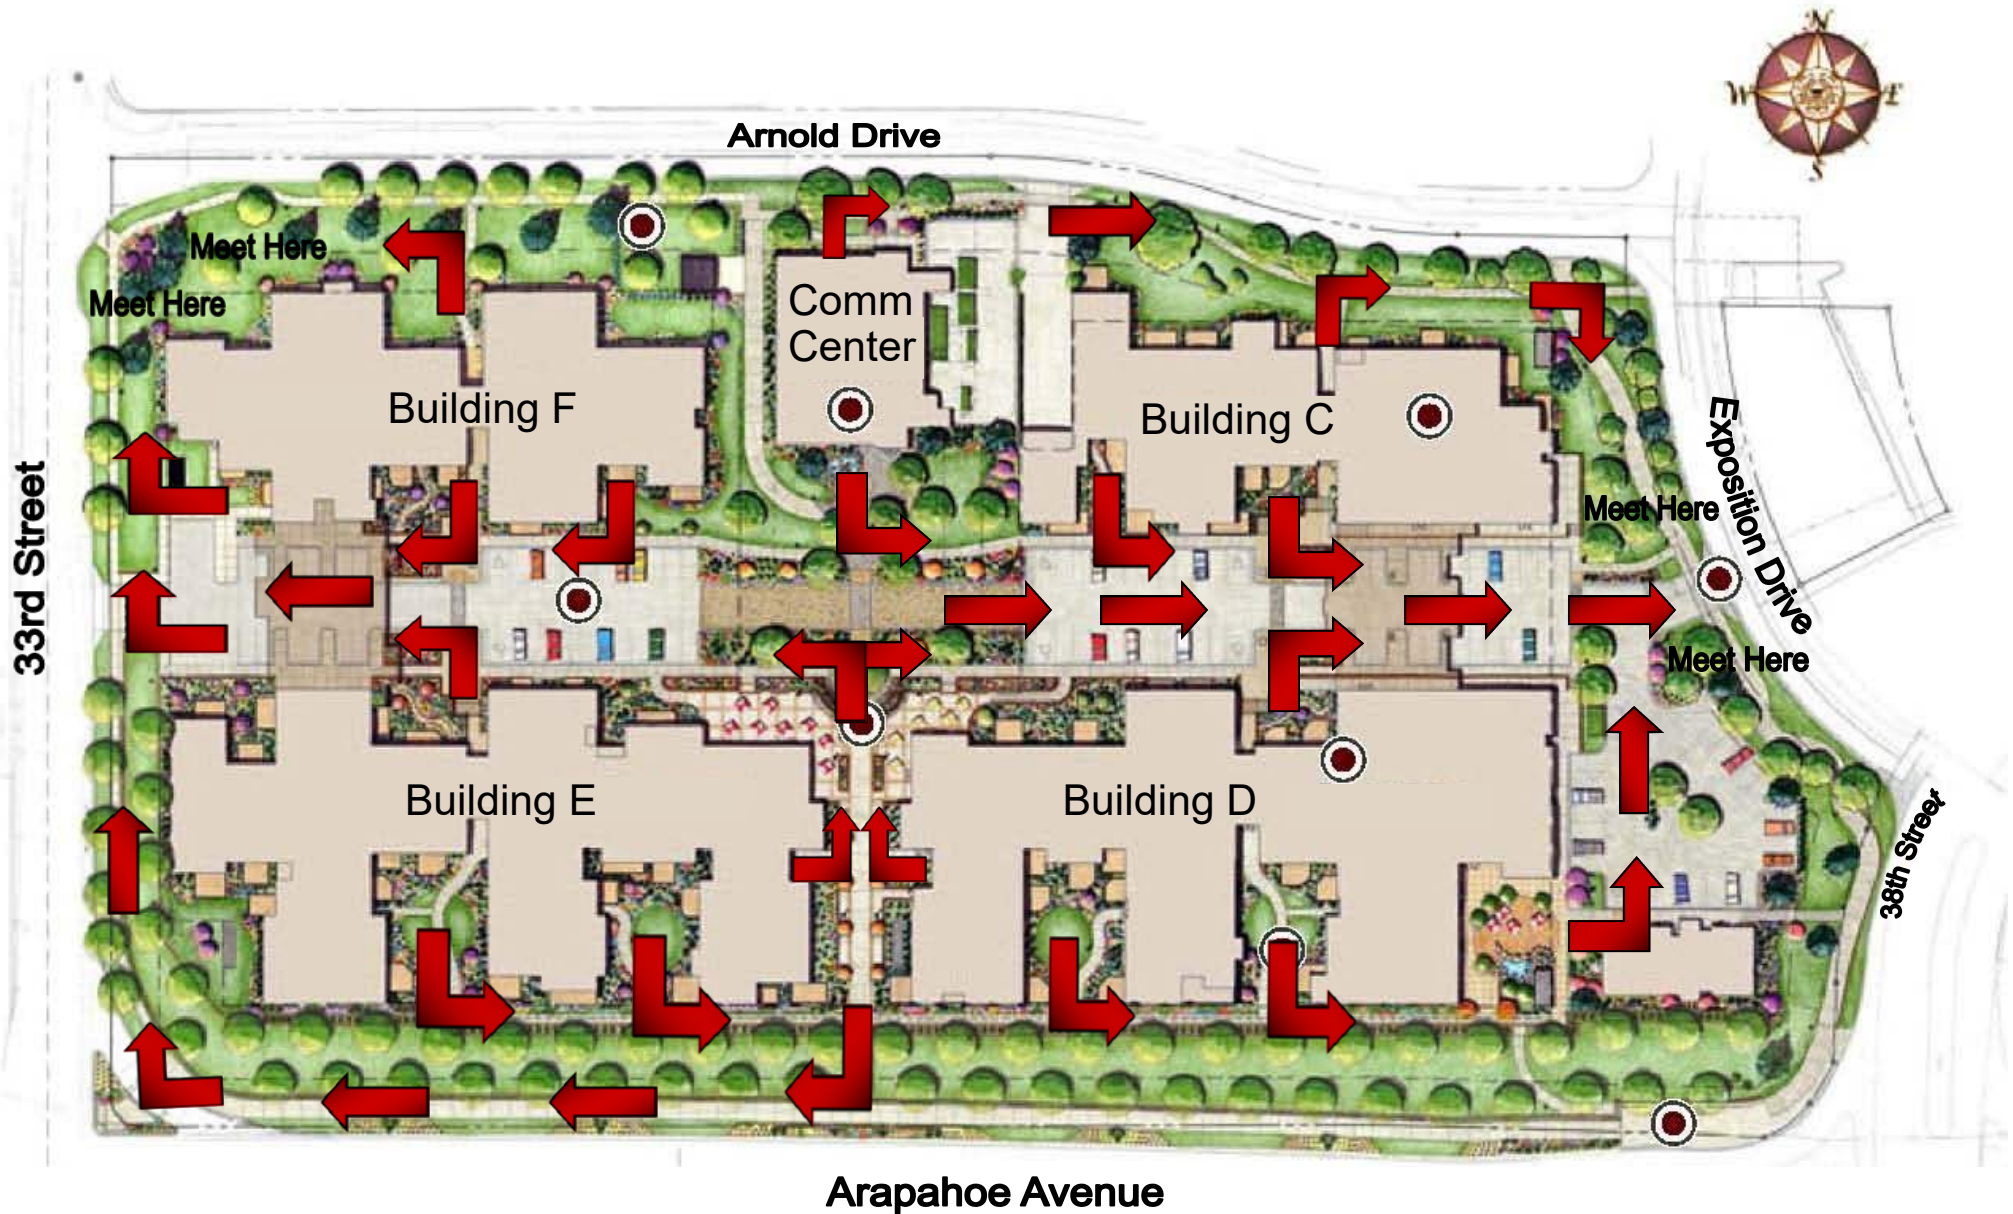 N
W
E
S
Arnold Drive
Meet Here
Meet Here
Comm
Center
Building F
Building C
33rd Street
Exposition Drive
Meet Here
Meet Here
Building E
Building D
38th Street
Arapahoe Avenue